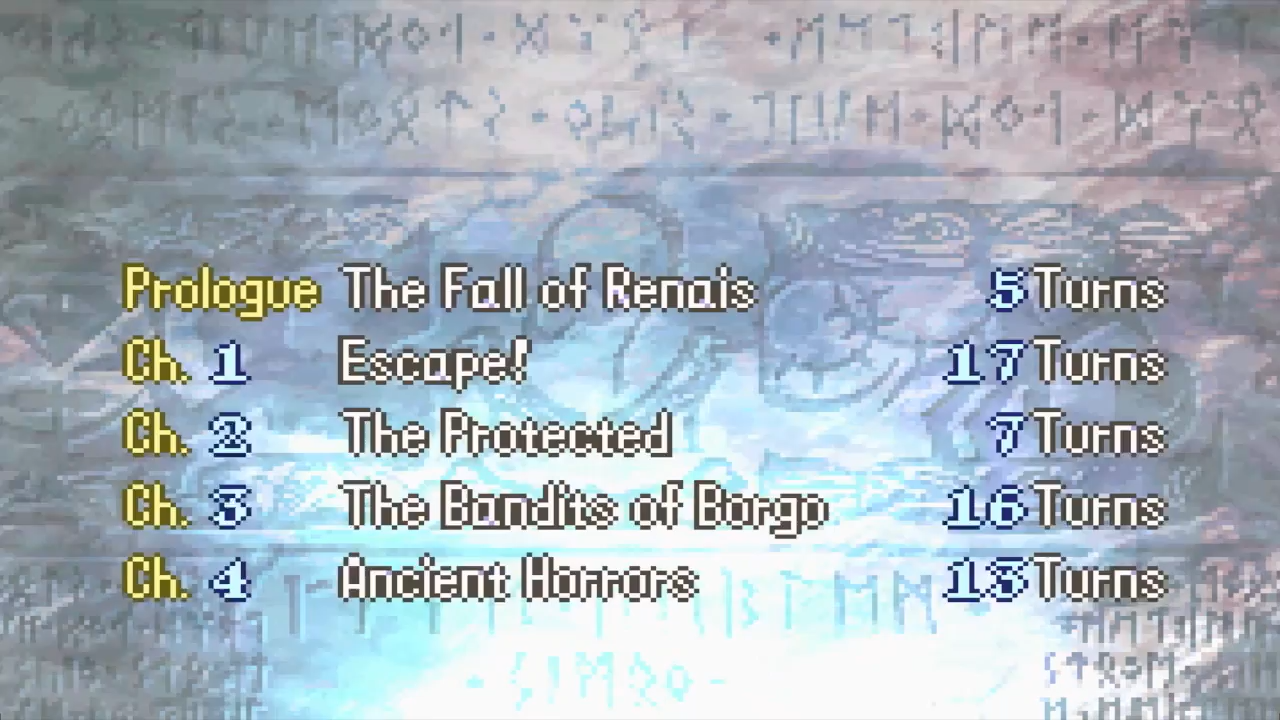 Prologue The Fall of Renais 5 Turns
Ch. 1 Escape! 17 Turns
Ch. 2 The Protected 7 Turns
Ch. 3 The Bandits of Borgo 16 Turns
Ch. 4 Ancient Horrors 18 Turns